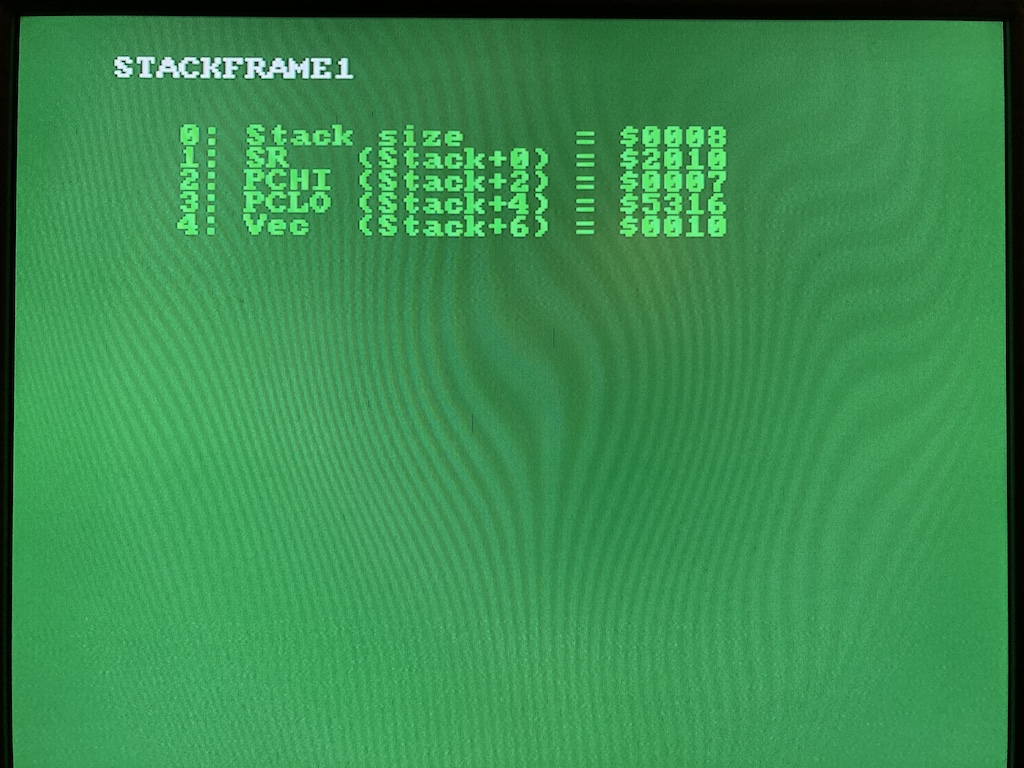 STACKFRAME1
0: Stack size = $0008
1: SR (Stack+0) = $2010
2: PCHI (Stack+2) = $0007
3: PCLO (Stack+4) = $5316
4: Vec (Stack+6) = $0010